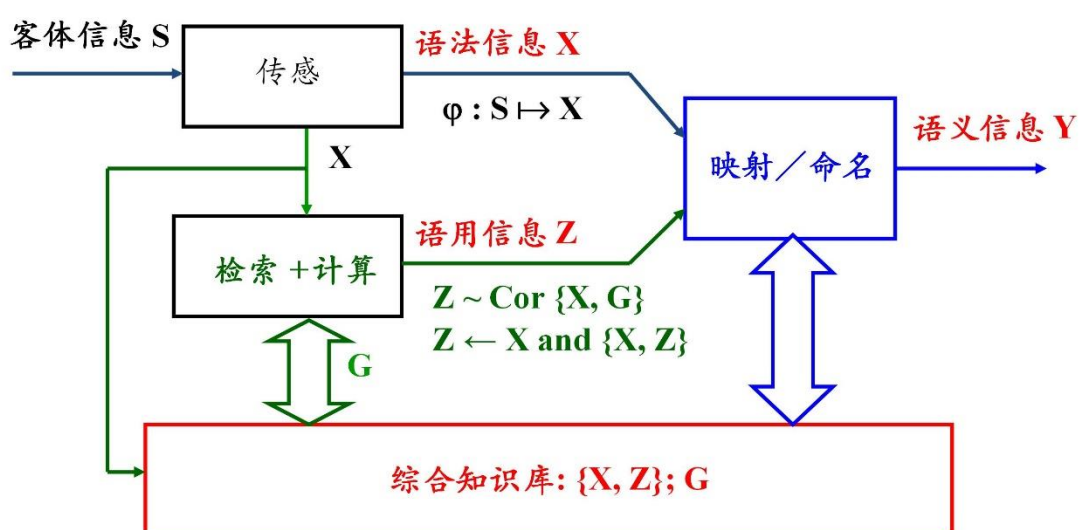 客体信息 S
传感
语法信息 X
φ : S ↦ X
语义信息 Y
映射／命名
X
检索 +计算
语用信息 Z
Z ~ Cor {X, G}
Z ← X and {X, Z}
G
综合知识库: {X, Z}; G